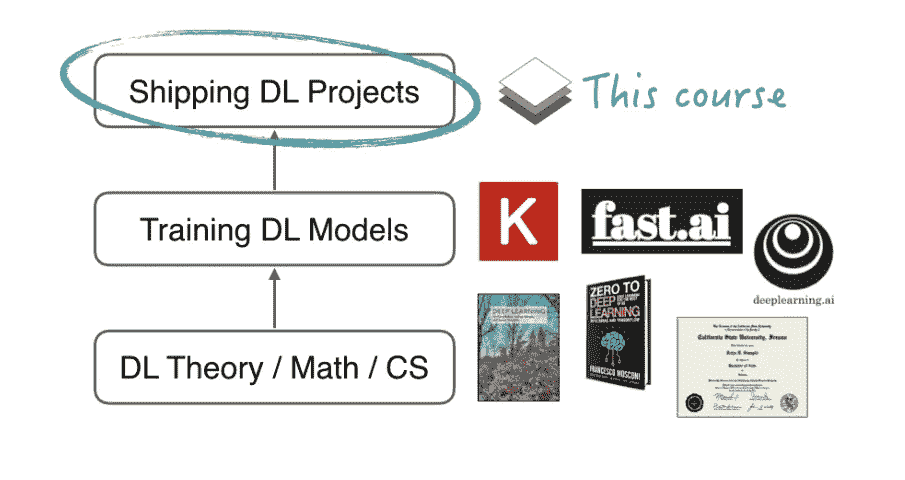 Shipping DL Projects
This course
Training DL Models
K
fast.ai
deeplearning.ai
DL Theory / Math / CS
DEEP LEARNING
ZERO TO
DEEP
LEARNING
FRANCESCO MOSCONI
California State University, Fresno